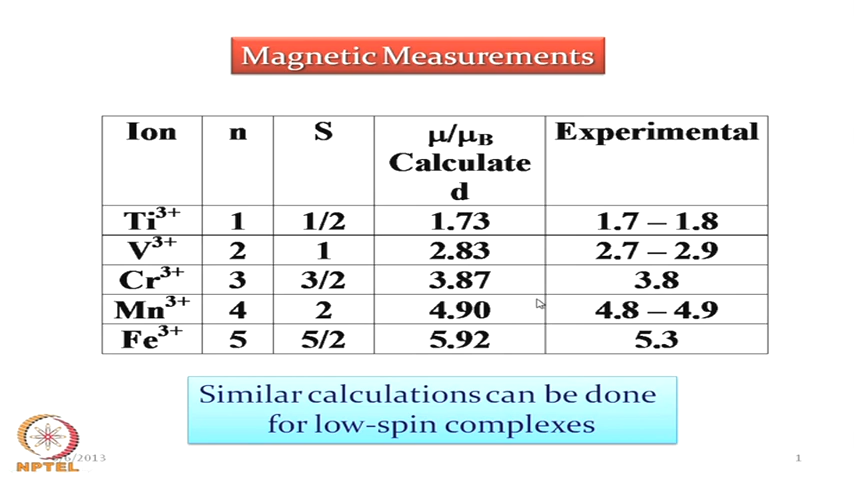 Magnetic Measurements
Ion n S μ/μB Experimental
Calculate
d
Ti3+ 1 1/2 1.73 1.7 – 1.8
V3+ 2 1 2.83 2.7 – 2.9
Cr3+ 3 3/2 3.87 3.8
Mn3+ 4 2 4.90 4.8 – 4.9
Fe3+ 5 5/2 5.92 5.3
Similar calculations can be done
for low-spin complexes
/2013 1
NPTEL